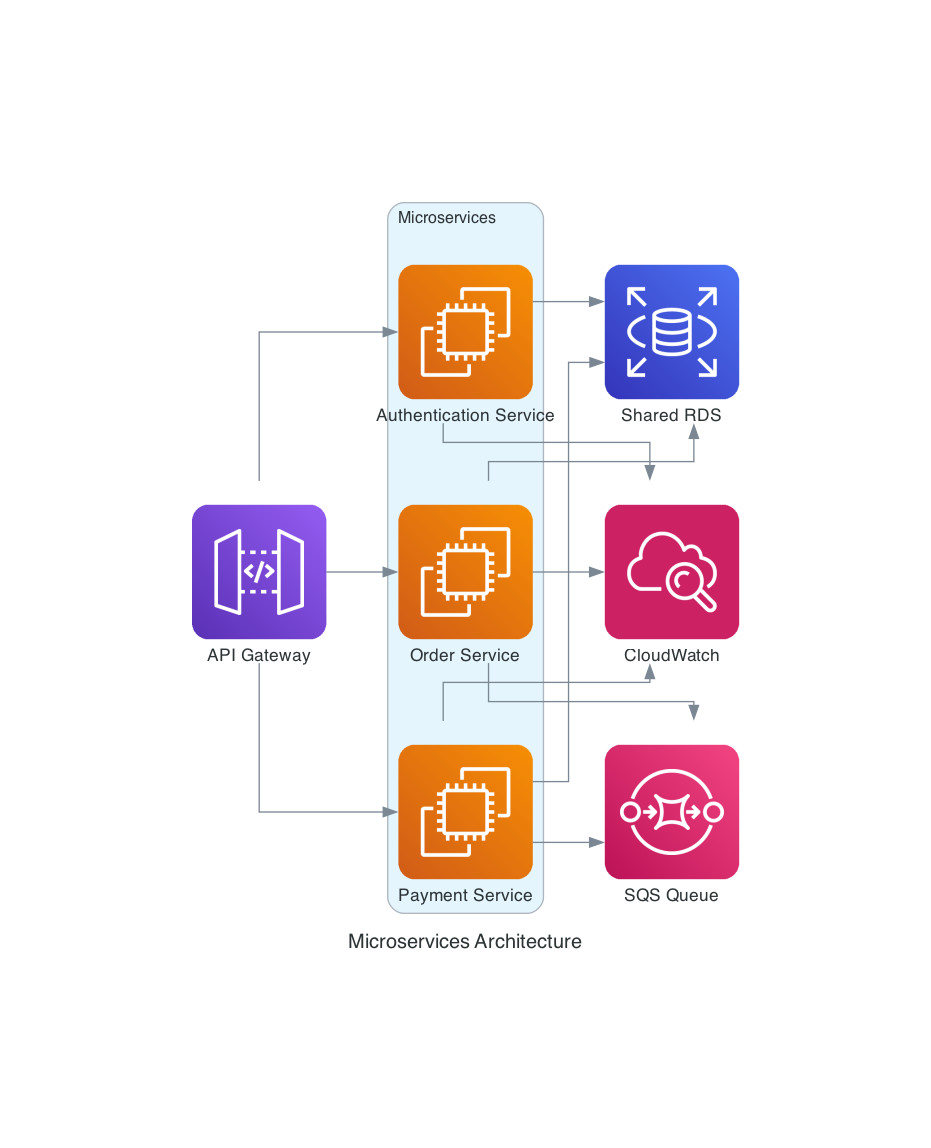 Microservices
Authentication Service
Shared RDS
API Gateway
Order Service
CloudWatch
Payment Service
SQS Queue
Microservices Architecture